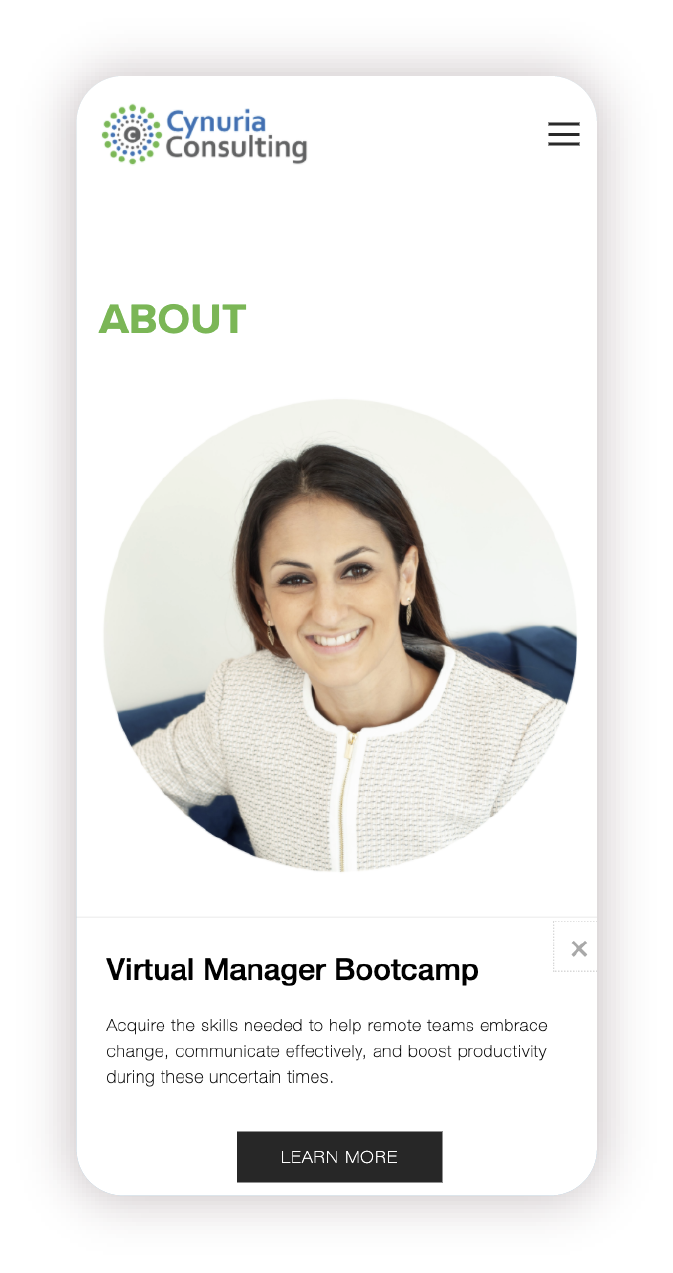 Cynuria
Consulting
ABOUT
Virtual Manager Bootcamp
Acquire the skills needed to help remote teams embrace
change, communicate effectively, and boost productivity
during these uncertain times.
LEARN MORE